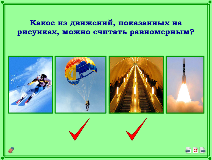 Какое из движений, показанных на
рисунках, можно считать равномерным?